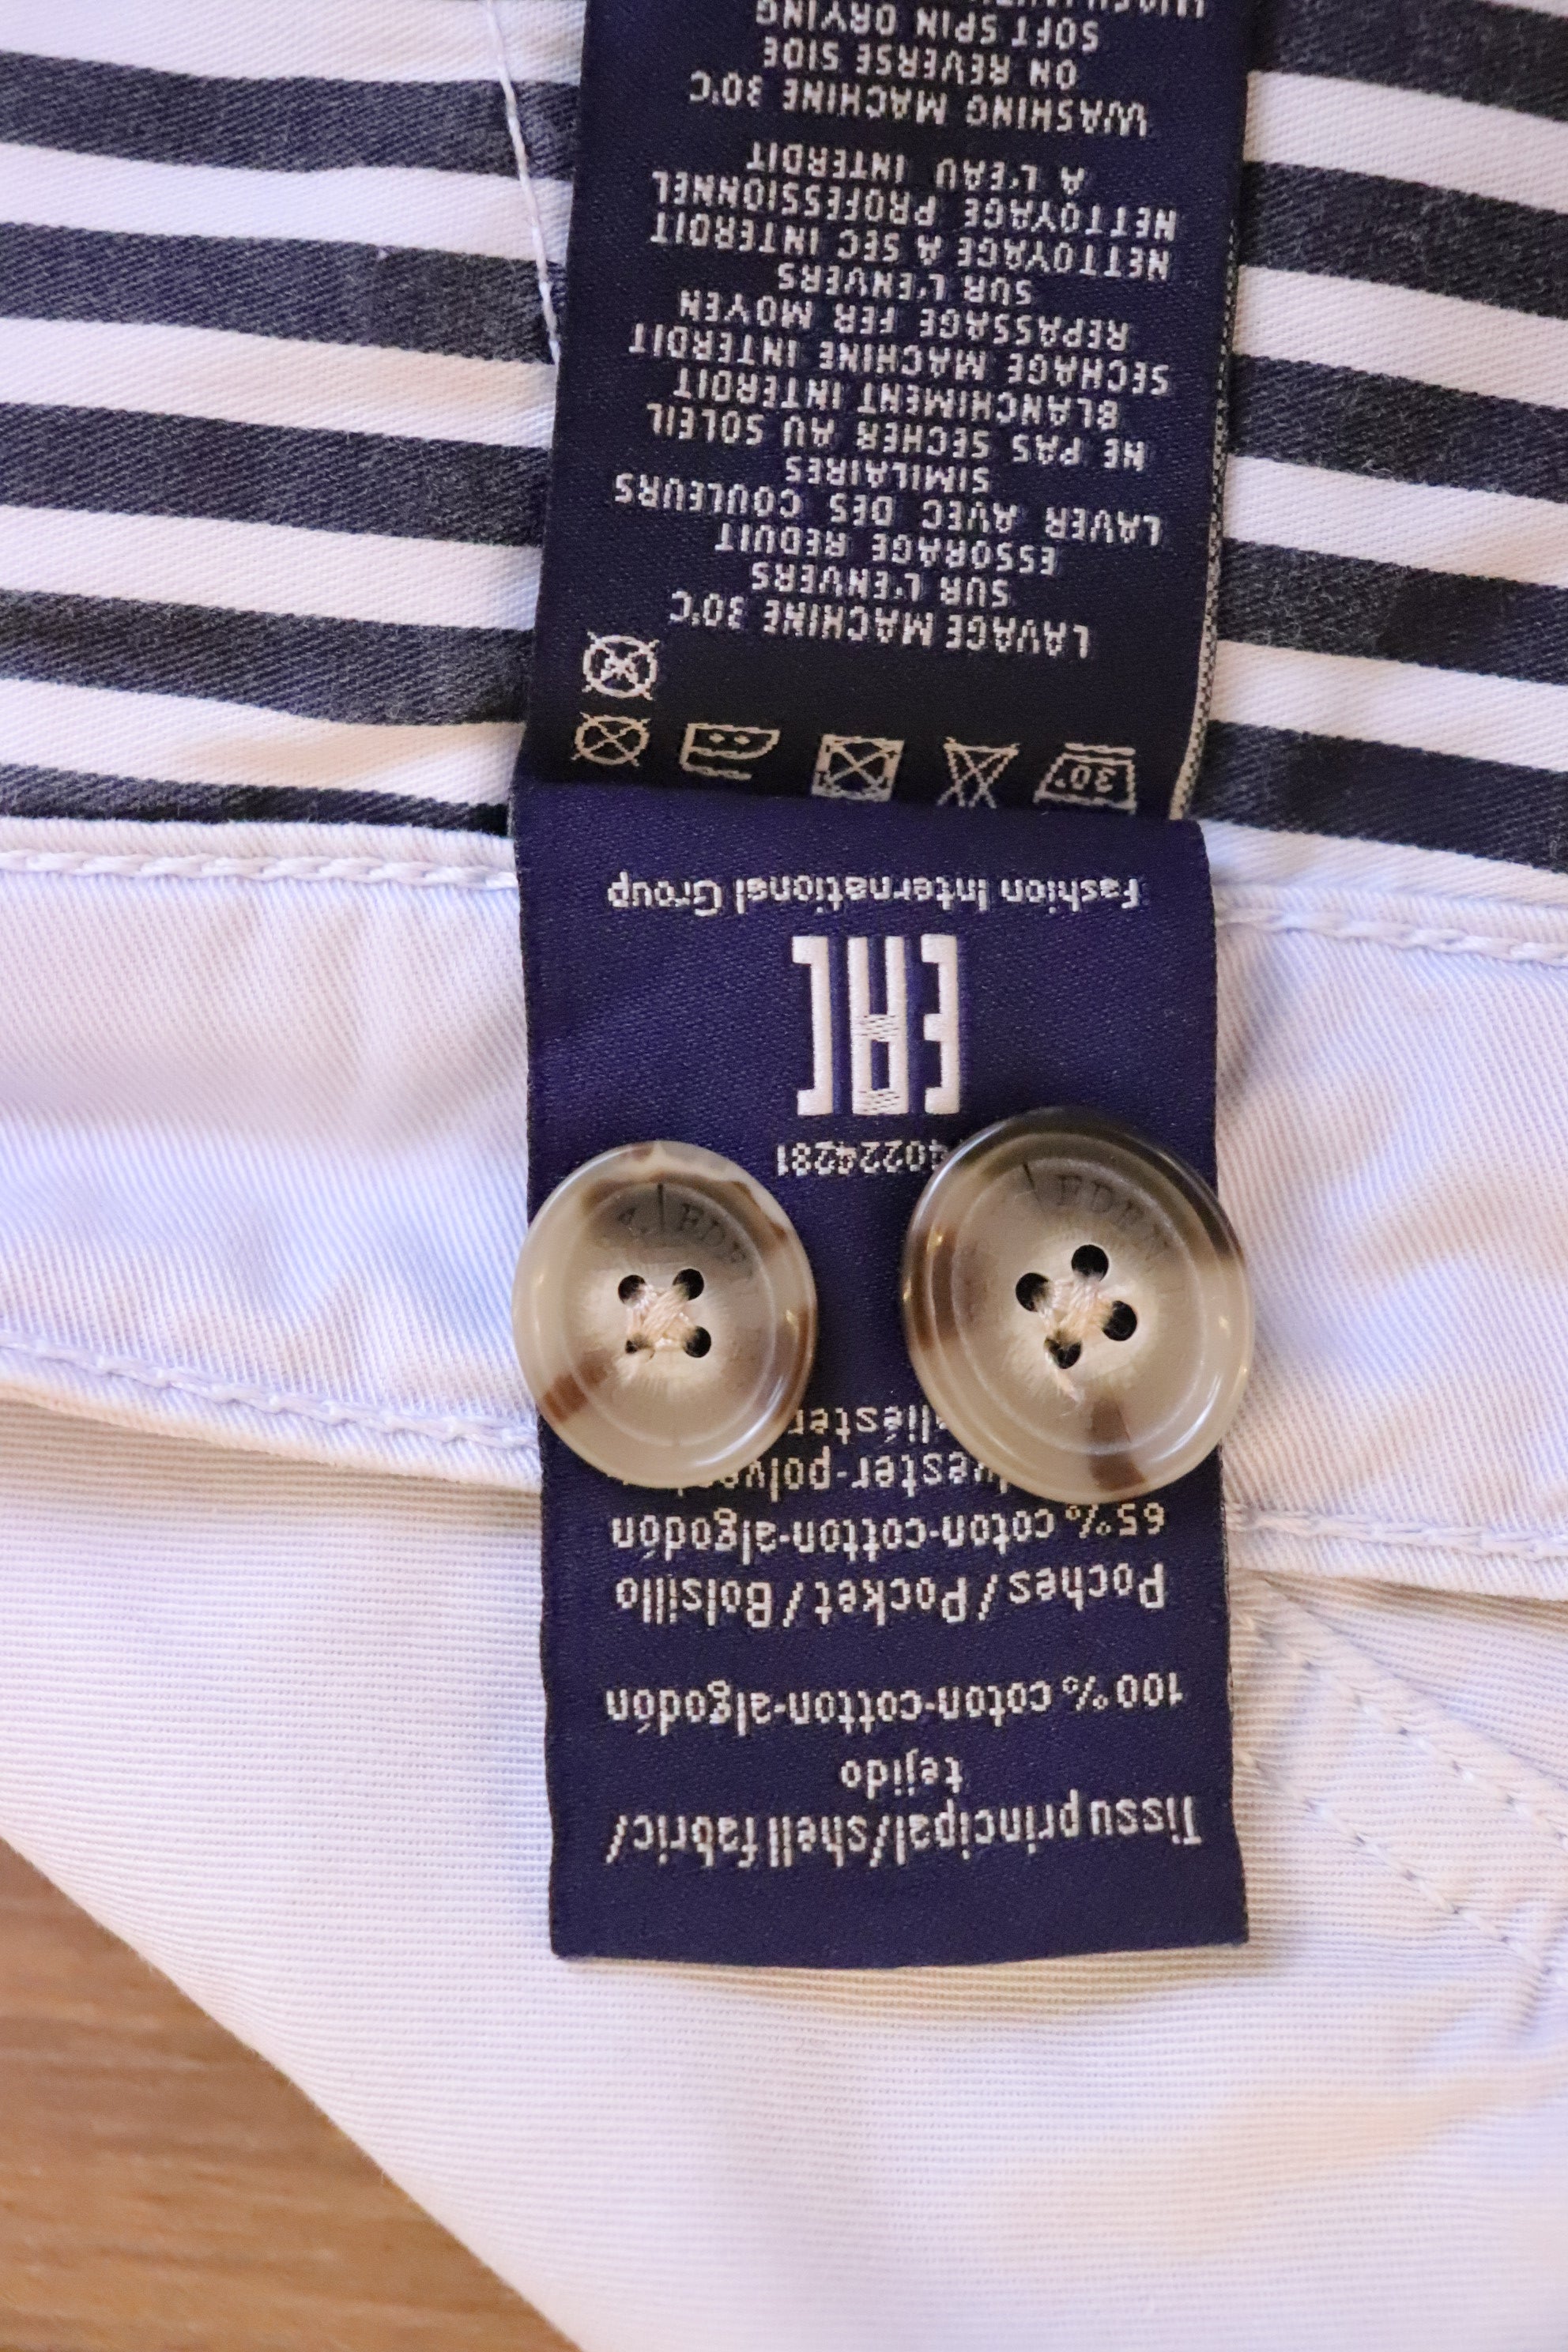 Tissu principal/shell fabric/
tejido
100% coton-cotton-algodón
Poches/Pocket/Bolsillo
65% coton-cotton-algodón
EAC
Fashion International Group
30°
LAVAGE MACHINE 30°C
SUR L'ENVERS
ESSORAGE REDUIT
LAVER AVEC DES COULEURS
SIMILAIRES
NE PAS SECHER AU SOLEIL
BLANCHIMENT INTERDIT
SECHAGE MACHINE INTERDIT
REPASSAGE FER MOYEN
SUR L'ENVERS
NETTOYAGE A SEC INTERDIT
NETTOYAGE PROFESSIONNEL
A L'EAU INTERDIT
WASHING MACHINE 30°C
ON REVERSE SIDE
SOFT SPIN DRYING
EDEN